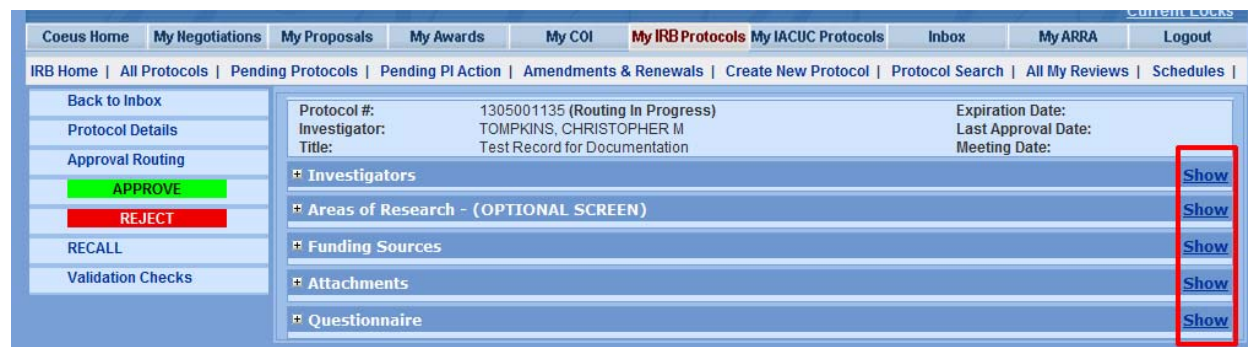 Current Locks
Coeus Home My Negotiations My Proposals My Awards My COI My IRB Protocols My IACUC Protocols Inbox My ARRA Logout
IRB Home | All Protocols | Pending Protocols | Pending PI Action | Amendments & Renewals | Create New Protocol | Protocol Search | All My Reviews | Schedules |
Back to Inbox
Protocol Details
Approval Routing
APPROVE
REJECT
RECALL
Validation Checks
Protocol #: 1305001135 (Routing In Progress) Expiration Date:
Investigator: TOMPKINS, CHRISTOPHER M Last Approval Date:
Title: Test Record for Documentation Meeting Date:
Investigators Show
Areas of Research - (OPTIONAL SCREEN) Show
Funding Sources Show
Attachments Show
Questionnaire Show